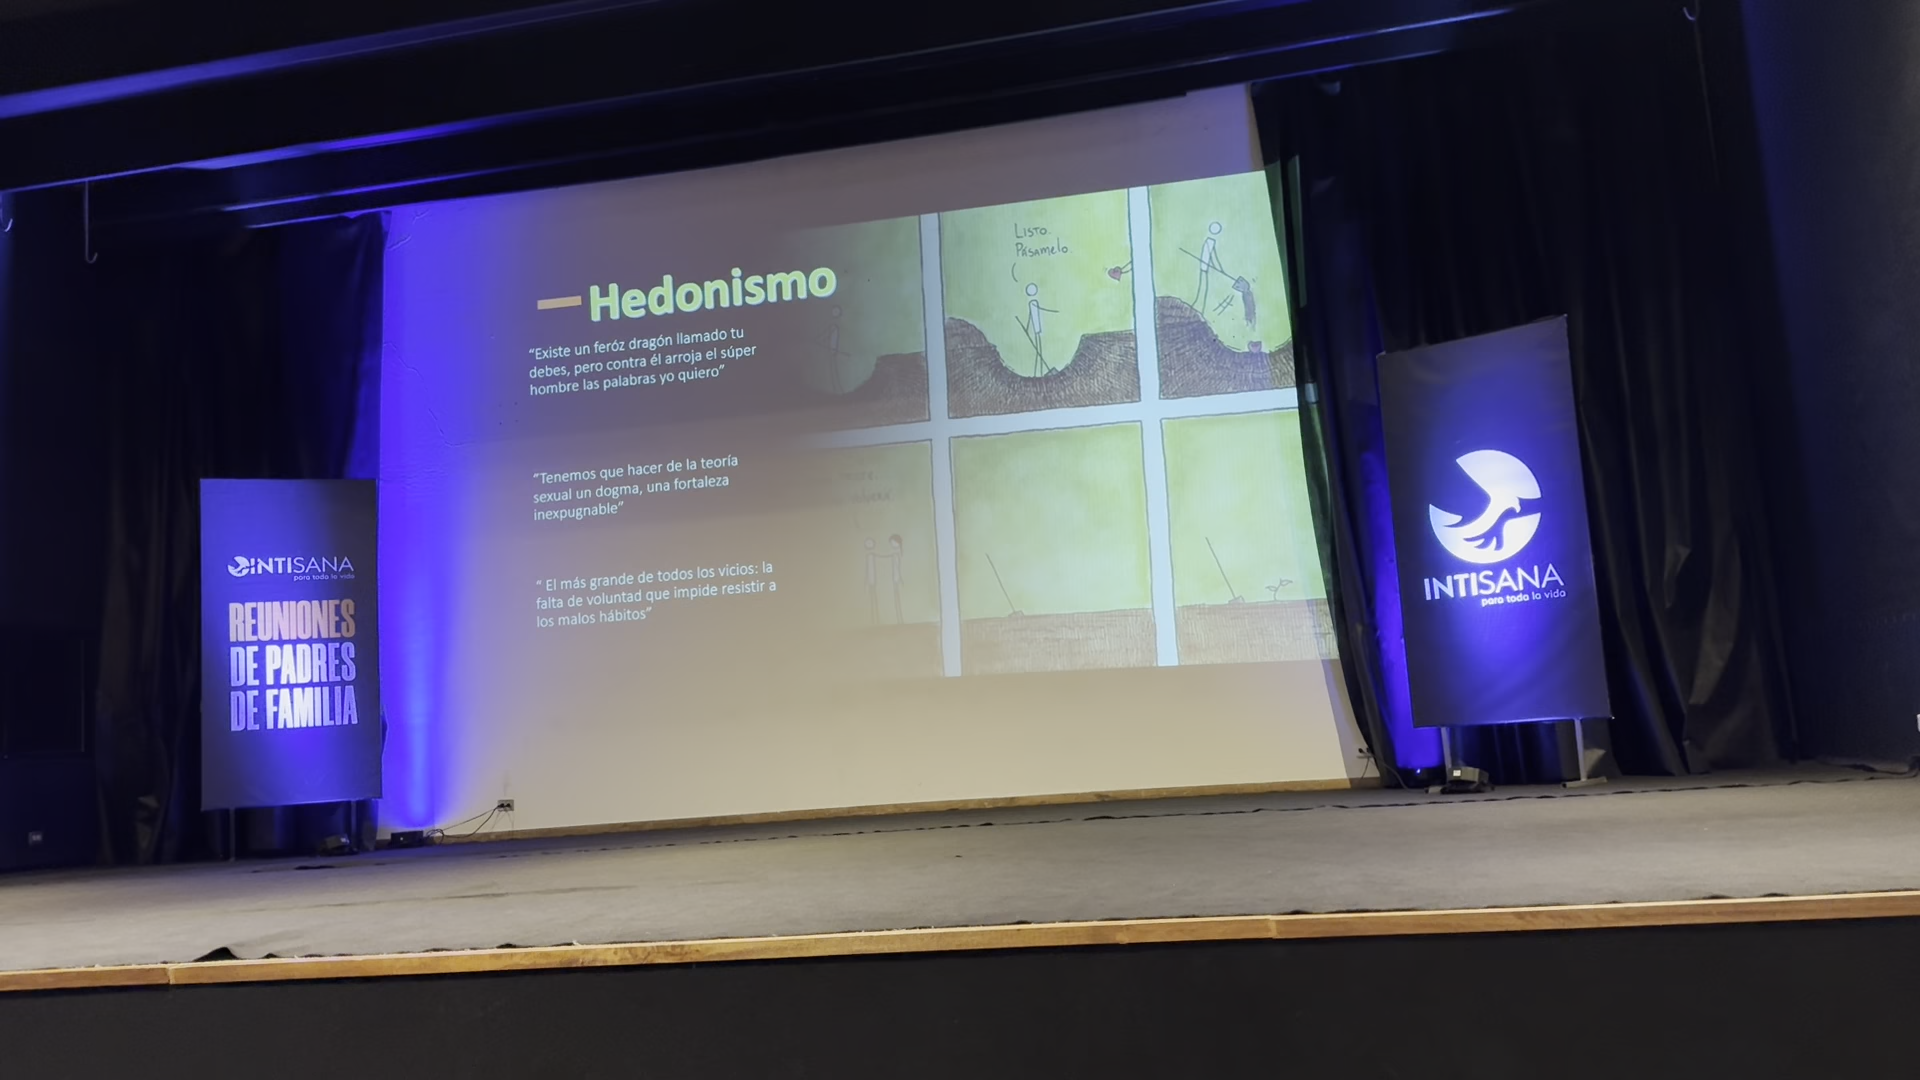 Hedonismo
“Existe un feróz dragón llamado tu
debes, pero contra él arroja el súper
hombre las palabras yo quiero”
“Tenemos que hacer de la teoría
sexual un dogma, una fortaleza
inexpugnable”
“ El más grande de todos los vicios: la
falta de voluntad que impide resistir a
los malos hábitos”
LISTO.
PÁSAMELO.
INTISANA
para toda la vida
REUNIONES
DE PADRES
DE FAMILIA
INTISANA
para toda la vida